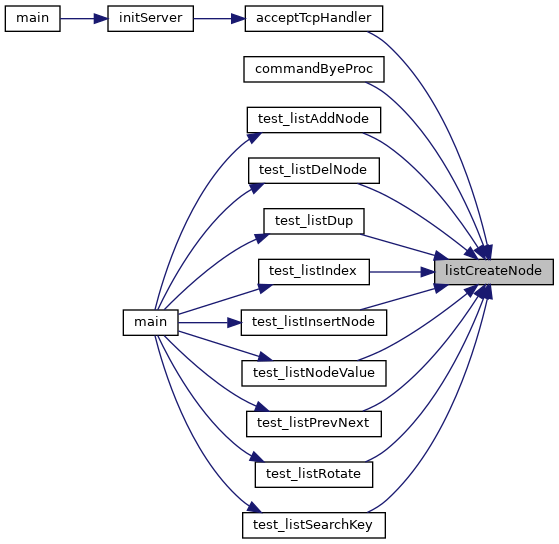 main
initServer
acceptTcpHandler
commandByeProc
test_listAddNode
test_listDelNode
test_listDup
test_listIndex
listCreateNode
main
test_listInsertNode
test_listNodeValue
test_listPrevNext
test_listRotate
test_listSearchKey